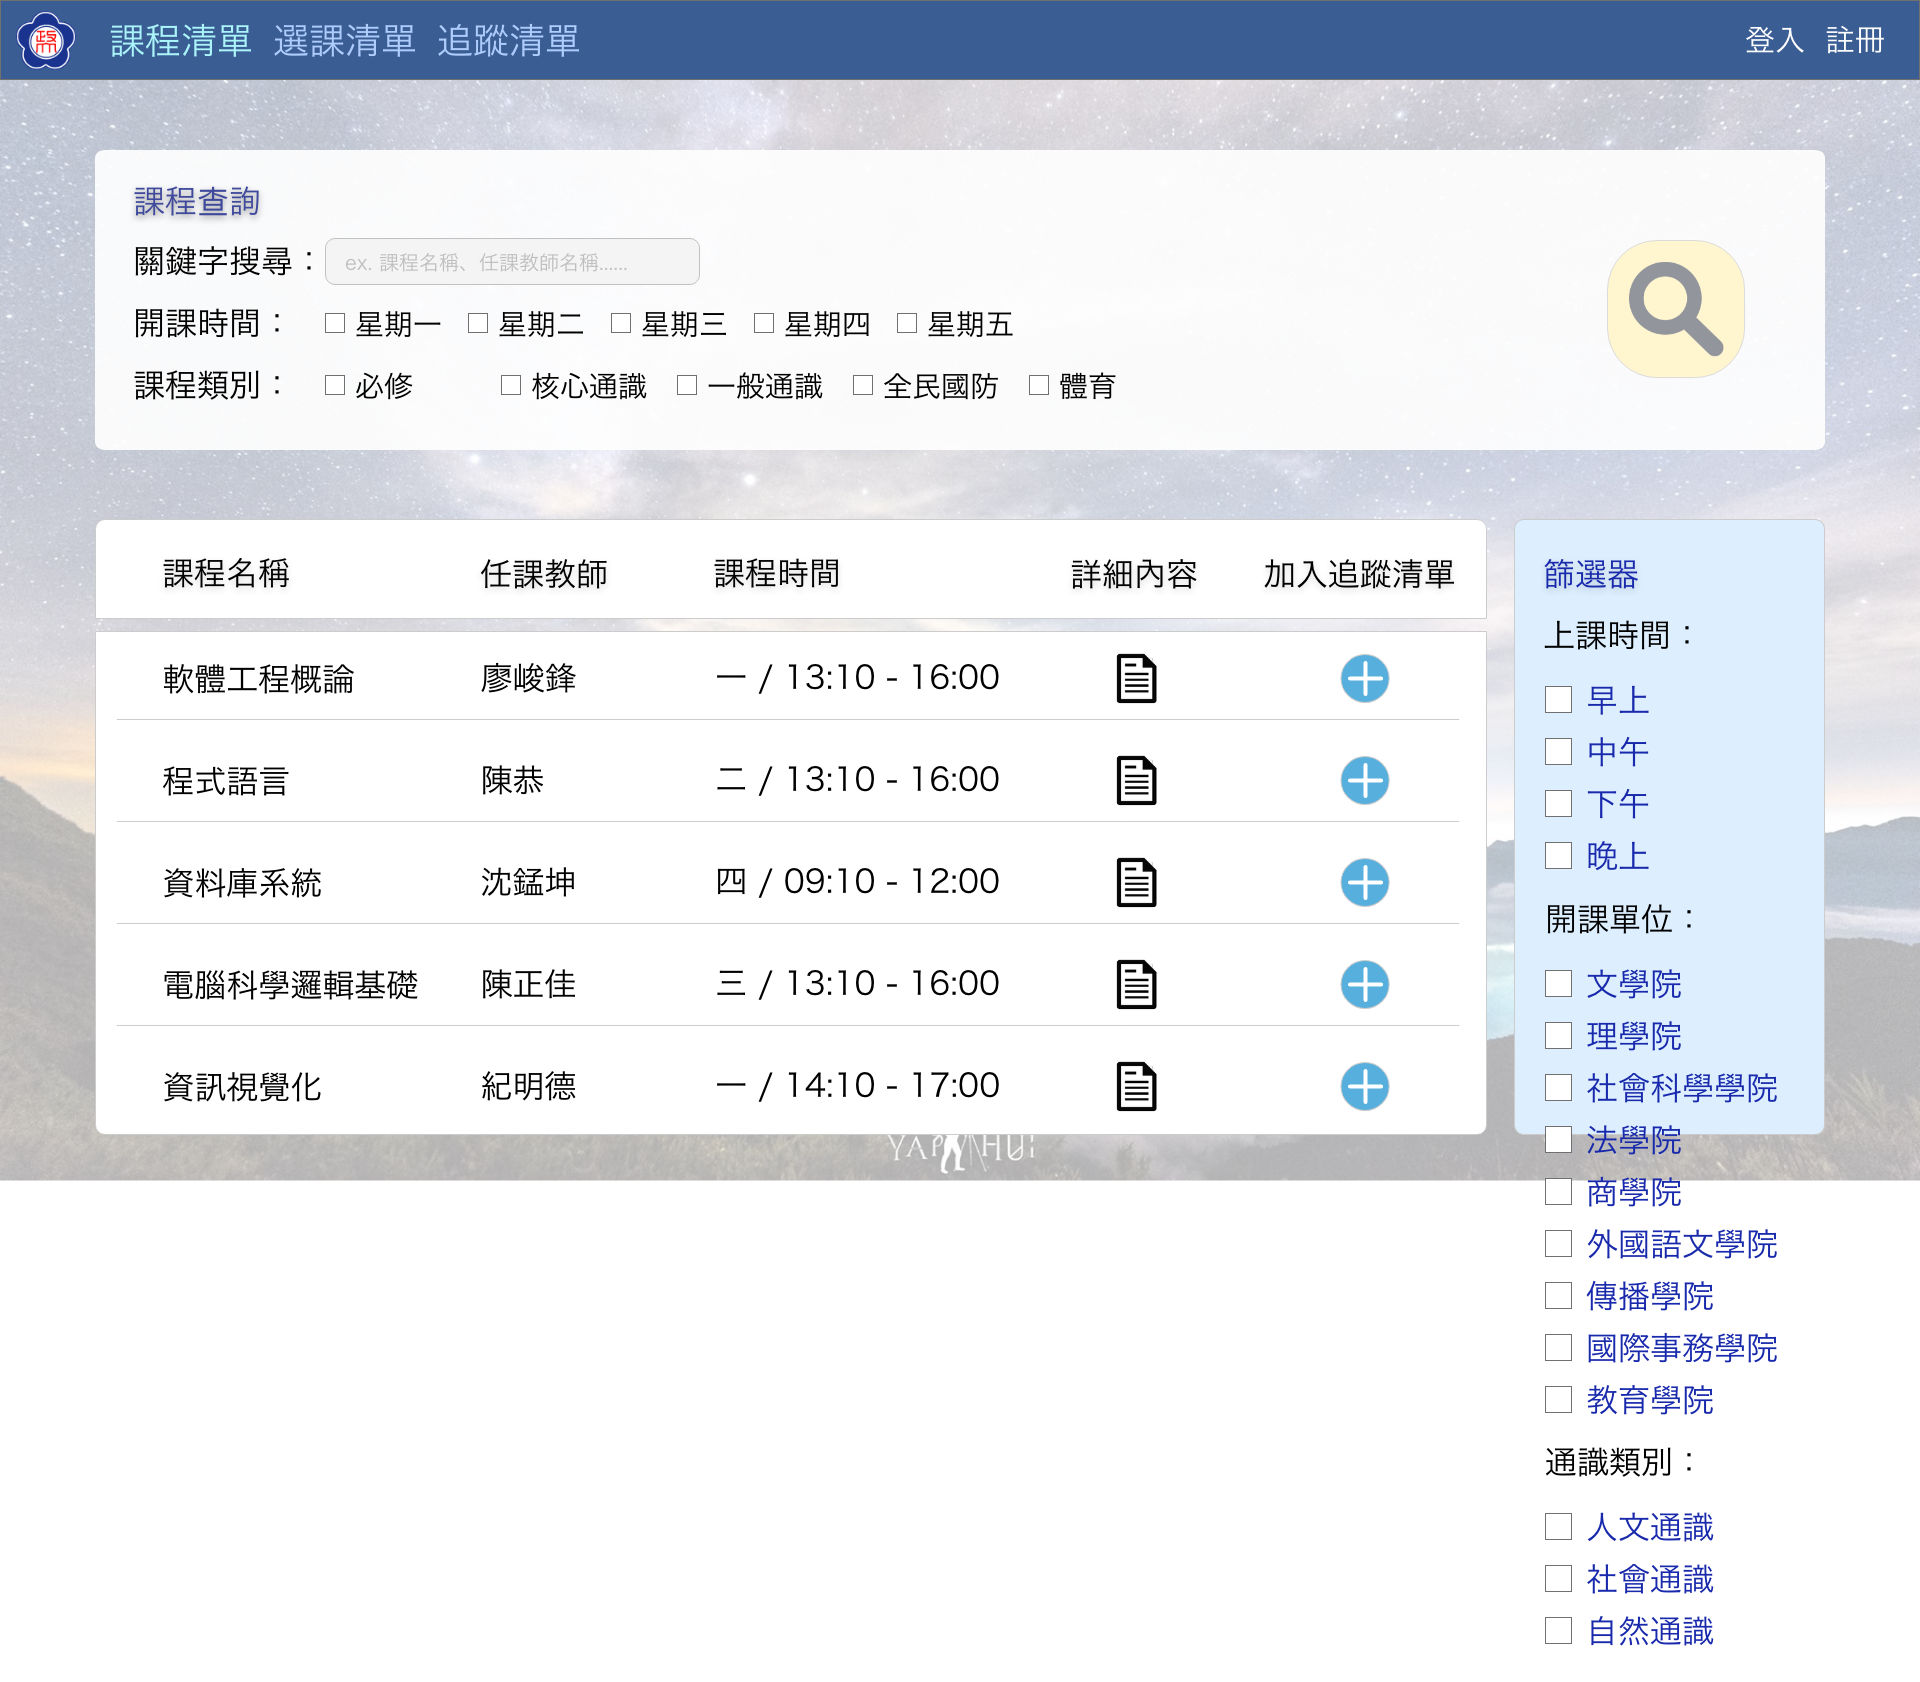 政大
課程清單 選課清單 追蹤清單 登入 註冊
課程查詢
關鍵字搜尋：ex. 課程名稱、任課教師名稱......
開課時間： 星期一 星期二 星期三 星期四 星期五
課程類別： 必修 核心通識 一般通識 全民國防 體育
課程名稱 任課教師 課程時間 詳細內容 加入追蹤清單
軟體工程概論 廖峻鋒 一 / 13:10 - 16:00
程式語言 陳恭 二 / 13:10 - 16:00
資料庫系統 沈錳坤 四 / 09:10 - 12:00
電腦科學邏輯基礎 陳正佳 三 / 13:10 - 16:00
資訊視覺化 紀明德 一 / 14:10 - 17:00
YAP HUI
篩選器
上課時間：
早上
中午
下午
晚上
開課單位：
文學院
理學院
社會科學學院
法學院
商學院
外國語文學院
傳播學院
國際事務學院
教育學院
通識類別：
人文通識
社會通識
自然通識